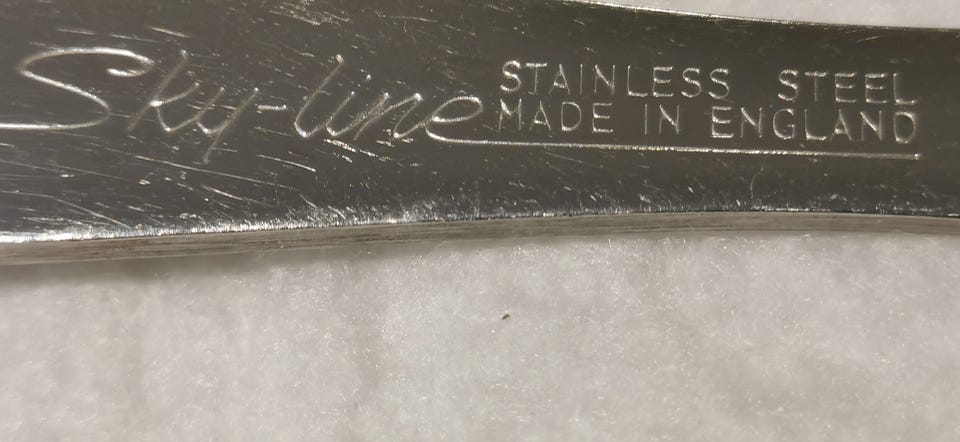 Sky-line
STAINLESS STEEL
MADE IN ENGLAND